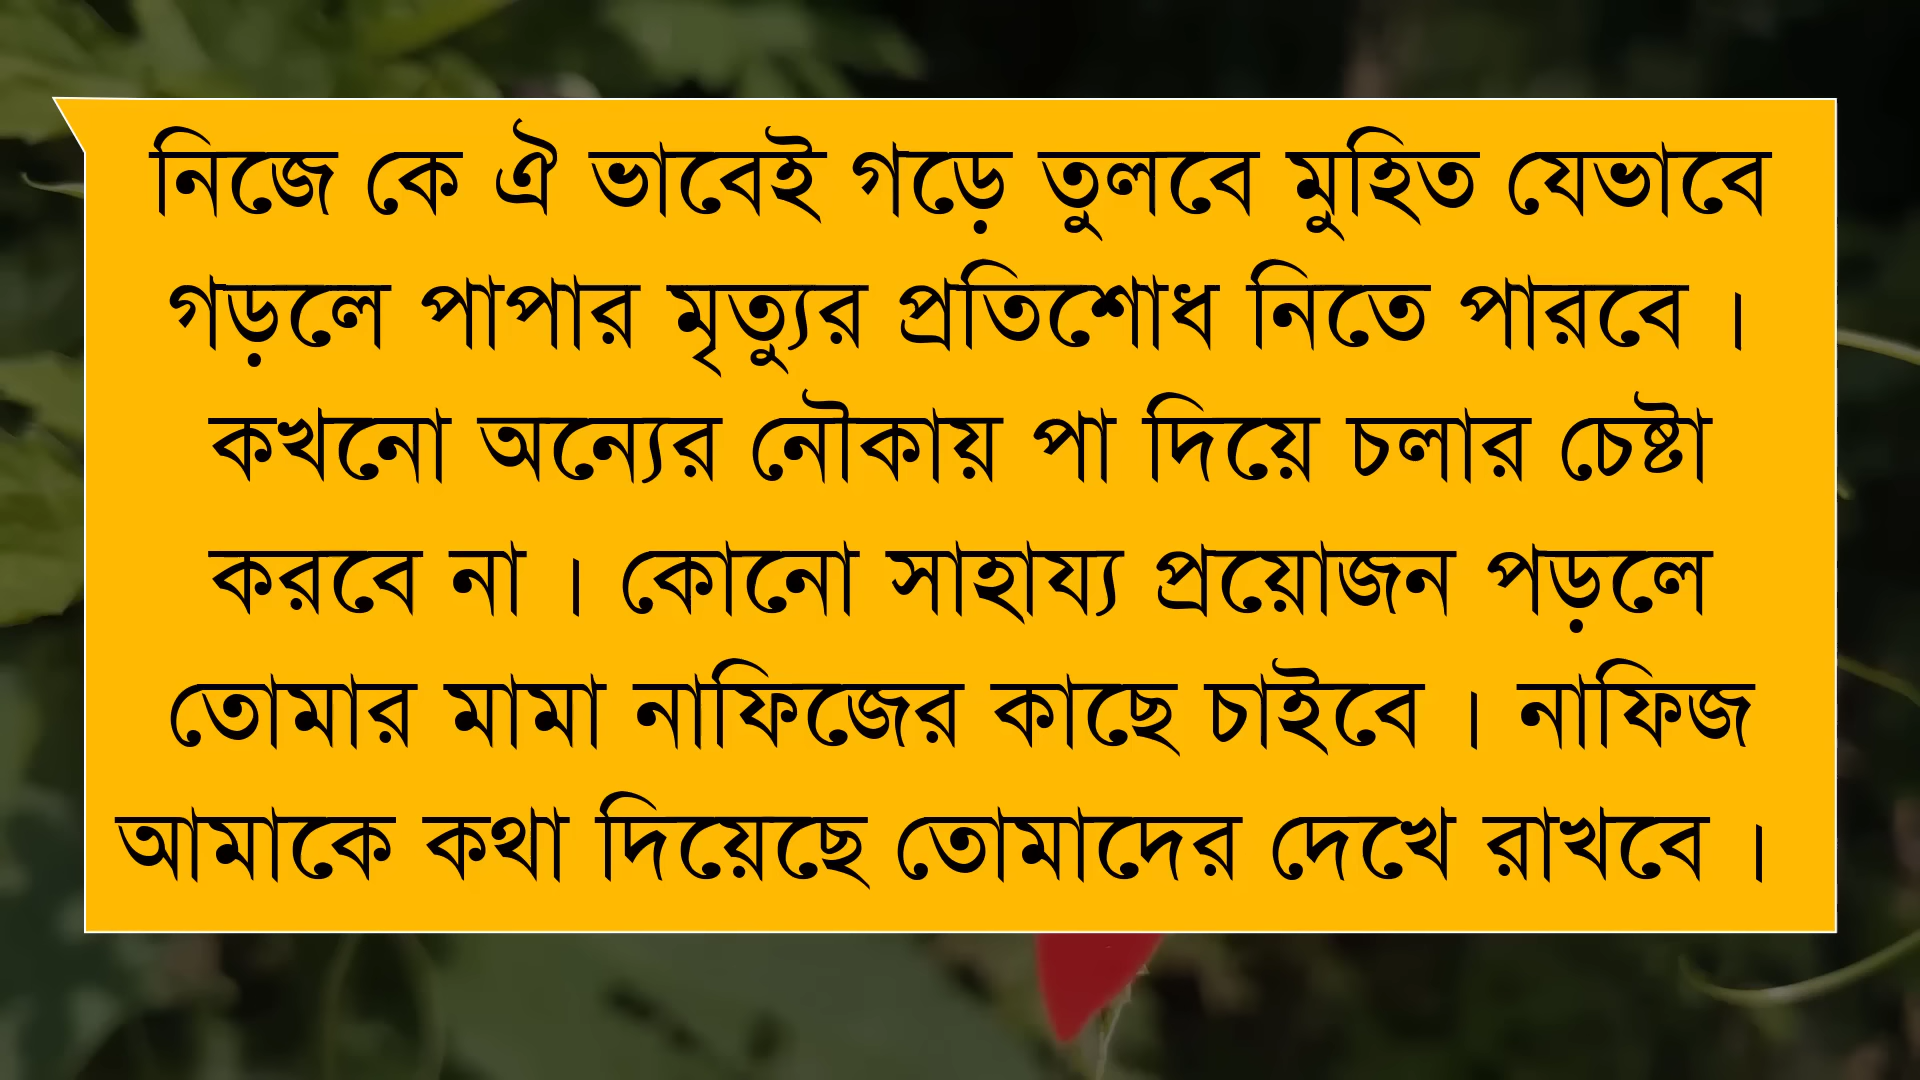 নিজে কে ঐ ভাবেই গড়ে তুলবে মুহিত যেভাবে
গড়লে পাপার মৃত্যুর প্রতিশোধ নিতে পারবে ।
কখনো অন্যের নৌকায় পা দিয়ে চলার চেষ্টা
করবে না । কোনো সাহায্য প্রয়োজন পড়লে
তোমার মামা নাফিজের কাছে চাইবে । নাফিজ
আমাকে কথা দিয়েছে তোমাদের দেখে রাখবে ।